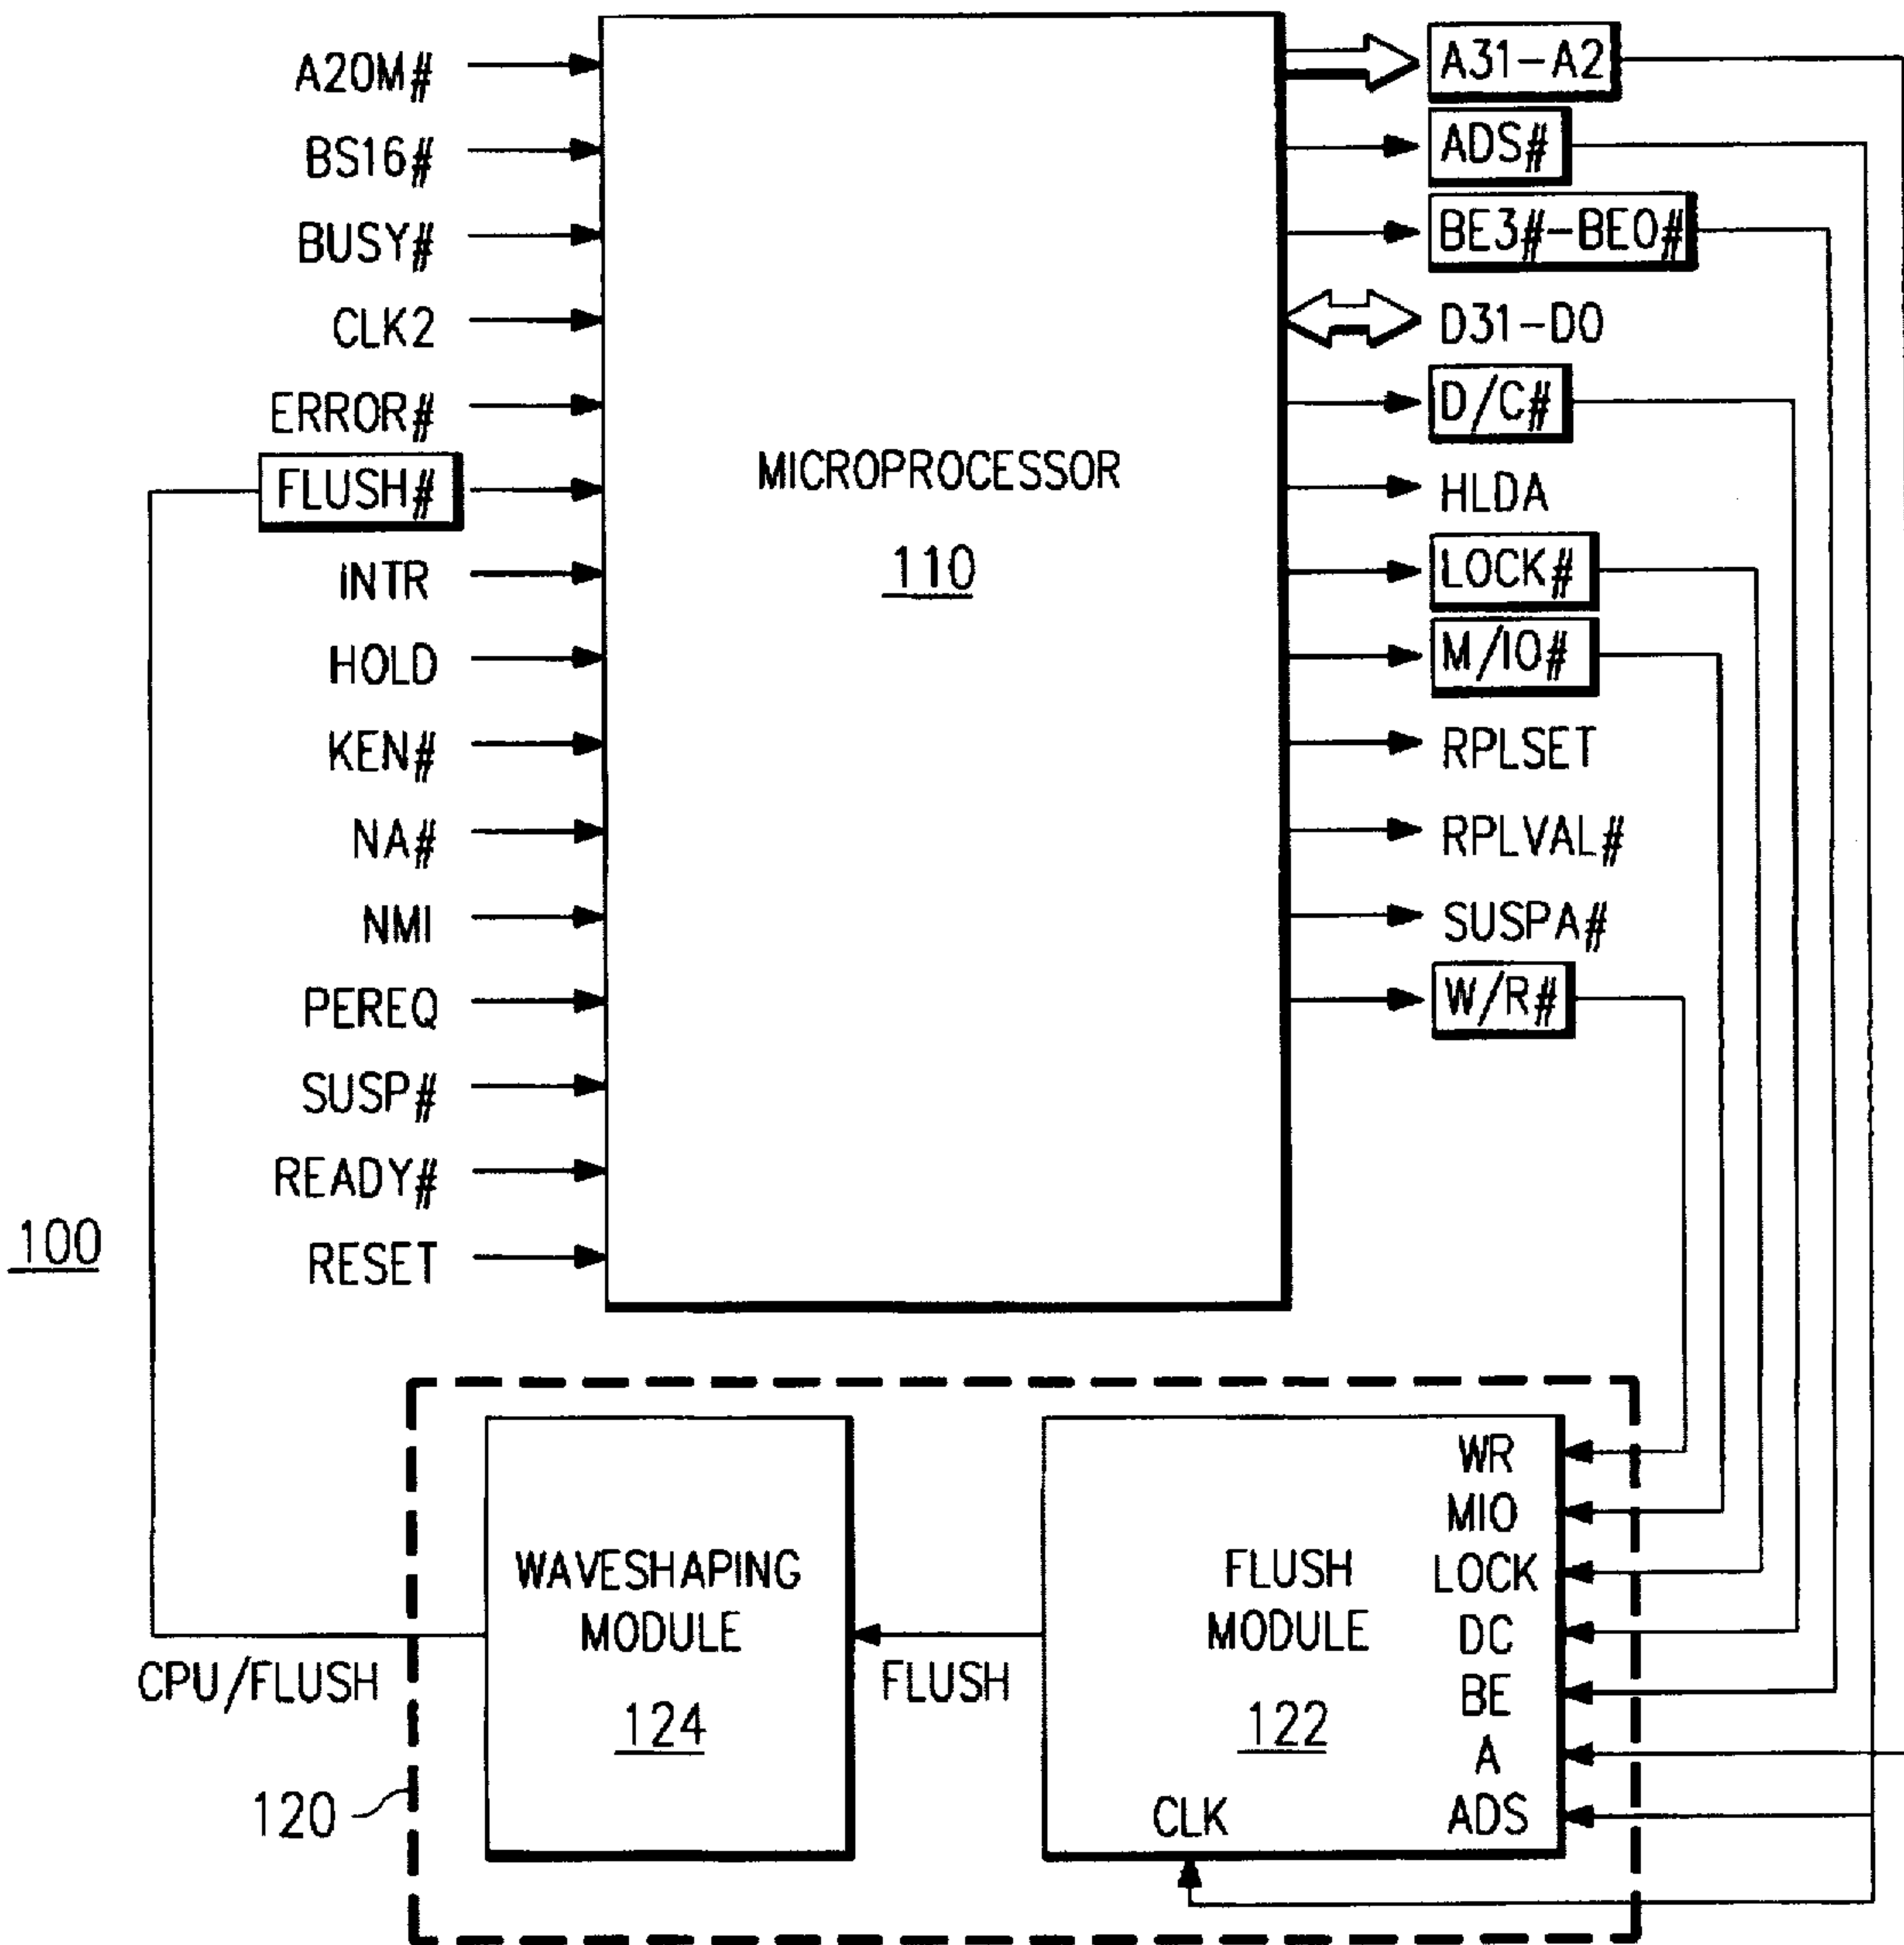 A20M#
BS16#
BUSY#
CLK2
ERROR#
FLUSH#
INTR
HOLD
KEN#
NA#
NMI
PEREQ
SUSP#
READY#
RESET
100
MICROPROCESSOR
110
A31-A2
ADS#
BE3#-BE0#
D31-D0
D/C#
HLDA
LOCK#
M/IO#
RPLSET
RPLVAL#
SUSPA#
W/R#
CPU/FLUSH
120
WAVESHAPING
MODULE
124
FLUSH
FLUSH
MODULE
122
CLK
WR
MIO
LOCK
DC
BE
A
ADS